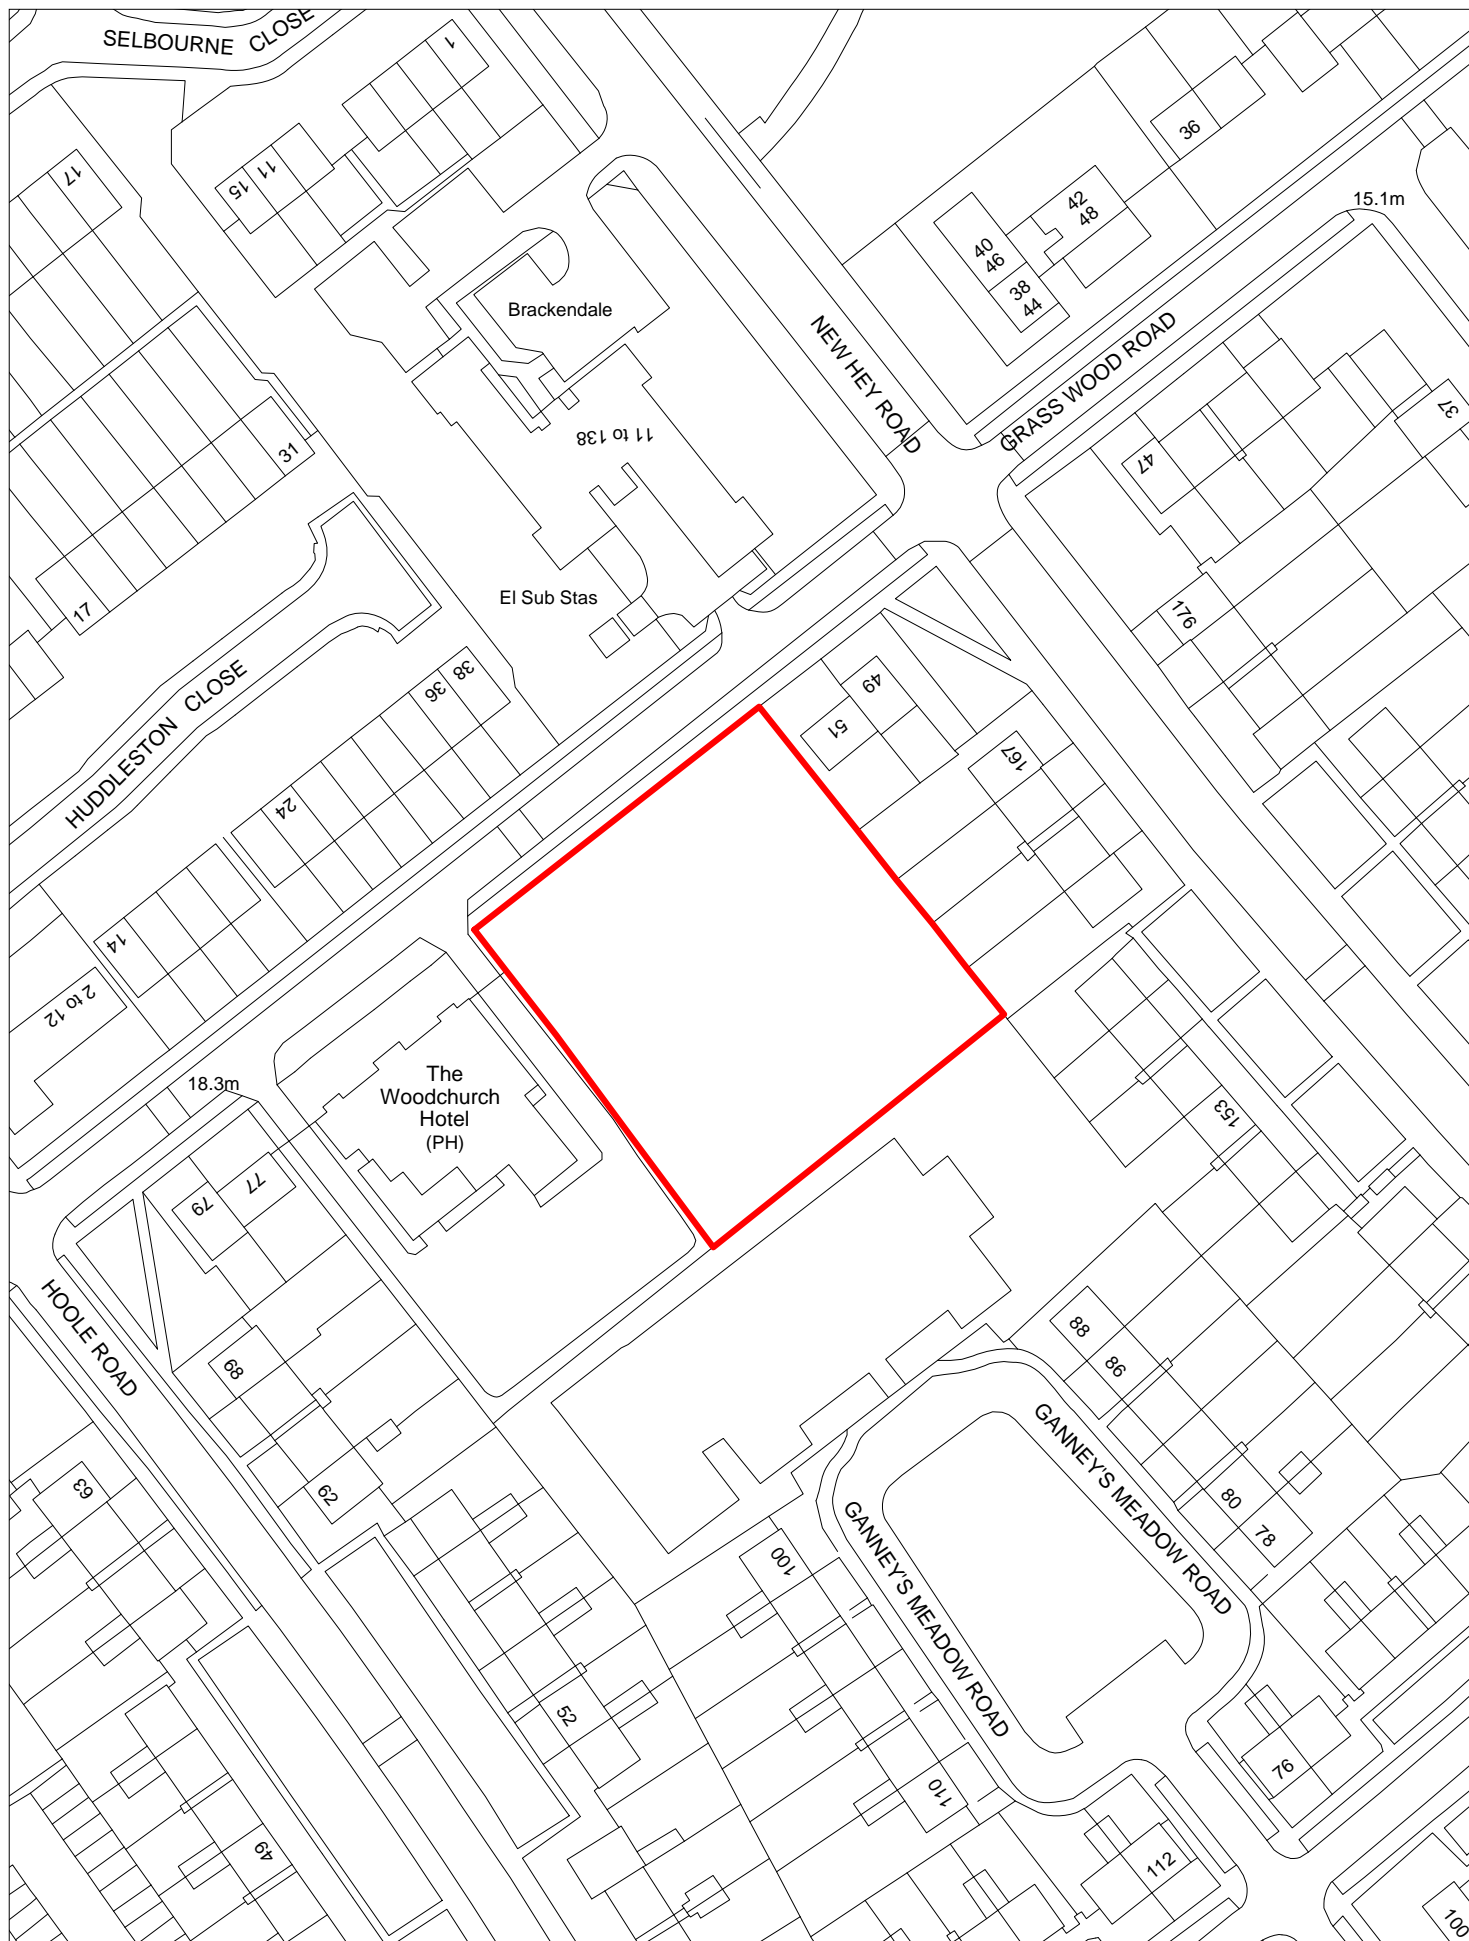 SELBOURNE CLOSE
1
11
15
17
36
42
48
15.1m
40
46
38
44
Brackendale
NEW HEY ROAD
GRASS WOOD ROAD
37
47
11 to 138
31
17
El Sub Stas
176
38
36
49
51
167
HUDDLESTON CLOSE
24
14
2 to 12
18.3m
The
Woodchurch
Hotel
(PH)
153
77
79
HOOLE ROAD
68
88
86
GANNEY'S MEADOW ROAD
63
62
80
78
GANNEY'S MEADOW ROAD
100
52
76
110
49
112
100